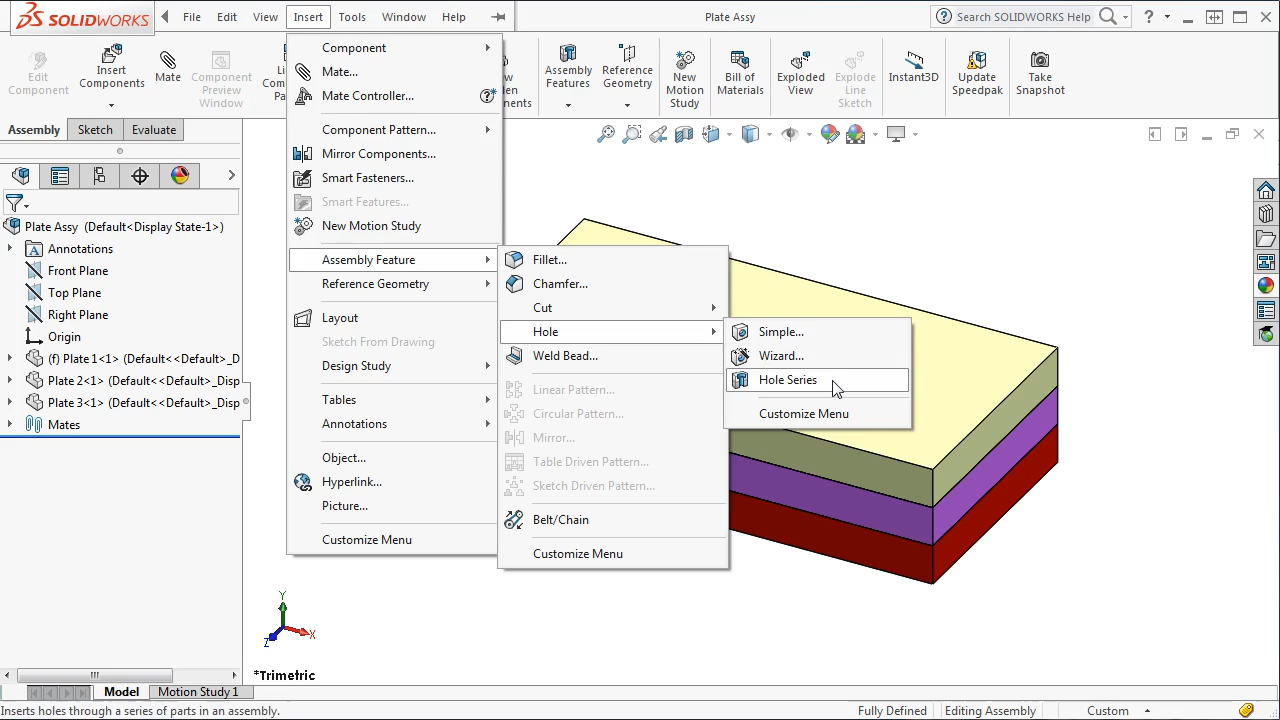 SOLIDWORKS
File Edit View Insert Tools Window Help
Plate Assy
Search SOLIDWORKS Help
?
Edit Component
Insert Components
Mate
Component Preview Window
Assembly Features
Reference Geometry
New Motion Study
Bill of Materials
Exploded View
Explode Line Sketch
Instant3D
Update Speedpak
Take Snapshot
Assembly Sketch Evaluate
Plate Assy (Default<Display State-1>)
Annotations
Front Plane
Top Plane
Right Plane
Origin
(f) Plate 1<1> (Default<<Default>_D
Plate 2<1> (Default<<Default>_Disp
Plate 3<1> (Default<<Default>_Disp
Mates
Component
Mate...
Mate Controller...
Component Pattern...
Mirror Components...
Smart Fasteners...
Smart Features...
New Motion Study
Assembly Feature
Reference Geometry
Layout
Sketch From Drawing
Design Study
Tables
Annotations
Object...
Hyperlink...
Picture...
Customize Menu
Fillet...
Chamfer...
Cut
Hole
Weld Bead...
Linear Pattern...
Circular Pattern...
Mirror...
Table Driven Pattern...
Sketch Driven Pattern...
Belt/Chain
Customize Menu
Simple...
Wizard...
Hole Series
Customize Menu
Y
X
Z
*Trimetric
Model Motion Study 1
Inserts holes through a series of parts in an assembly.
Fully Defined Editing Assembly Custom